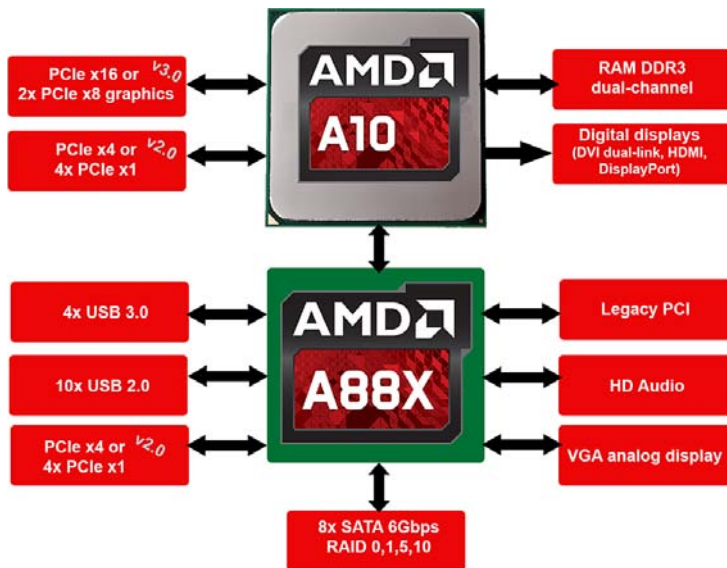 PCIe x16 or v3.0
2x PCIe x8 graphics
AMD
A10
RAM DDR3
dual-channel
PCIe x4 or v2.0
4x PCIe x1
Digital displays
(DVI dual-link, HDMI,
DisplayPort)
4x USB 3.0
AMD
A88X
Legacy PCI
10x USB 2.0
HD Audio
PCIe x4 or v2.0
4x PCIe x1
VGA analog display
8x SATA 6Gbps
RAID 0,1,5,10